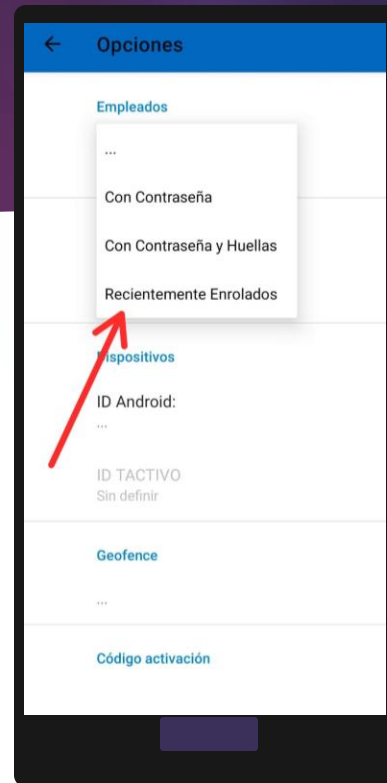 Opciones
Empleados
...
Con Contraseña
Con Contraseña y Huellas
Recientemente Enrolados
Dispositivos
ID Android:
...
ID TACTIVO
Sin definir
Geofence
...
Código activación